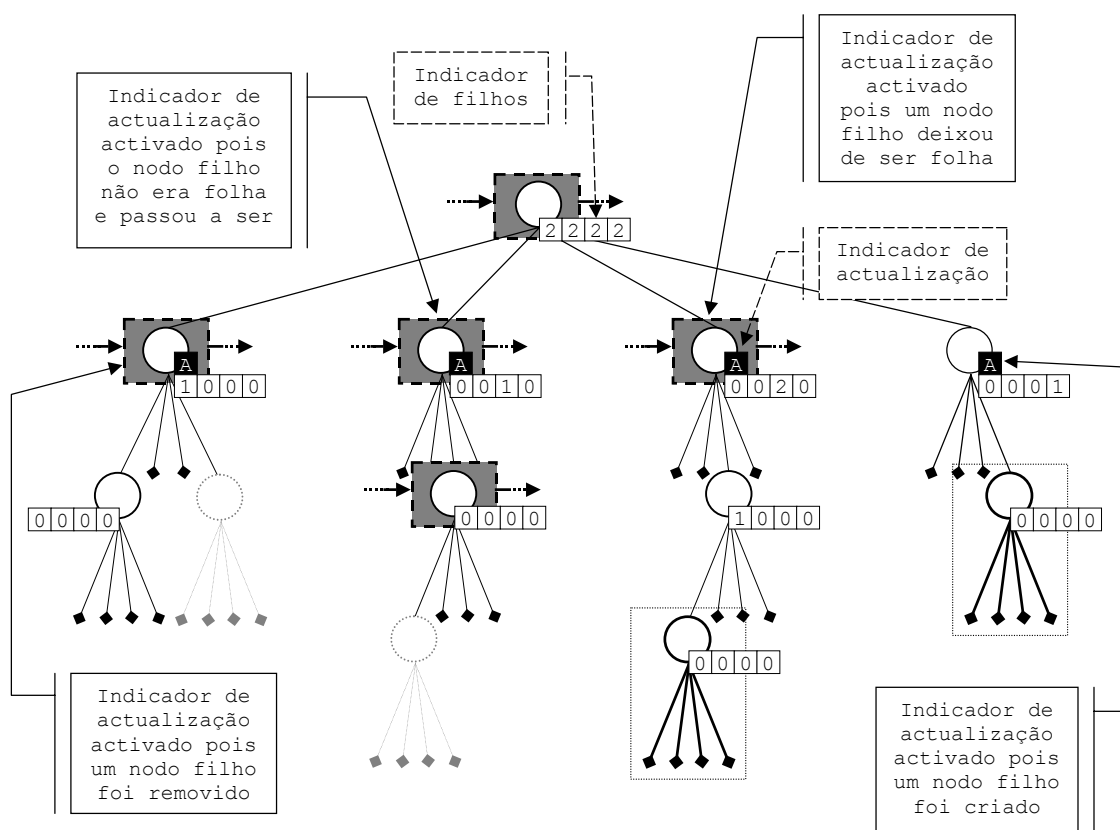 Indicador de
actualização
activado
pois um nodo
filho deixou
de ser folha
Indicador
de filhos
Indicador de
actualização
activado pois
o nodo filho
não era folha
e passou a ser
2 2 2 2
Indicador de
actualização
A
1 0 0 0
A
0 0 1 0
A
0 0 2 0
A
0 0 0 1
0 0 0 0
0 0 0 0
1 0 0 0
0 0 0 0
0 0 0 0
Indicador de
actualização
activado pois
um nodo filho
foi removido
Indicador de
actualização
activado pois
um nodo filho
foi criado